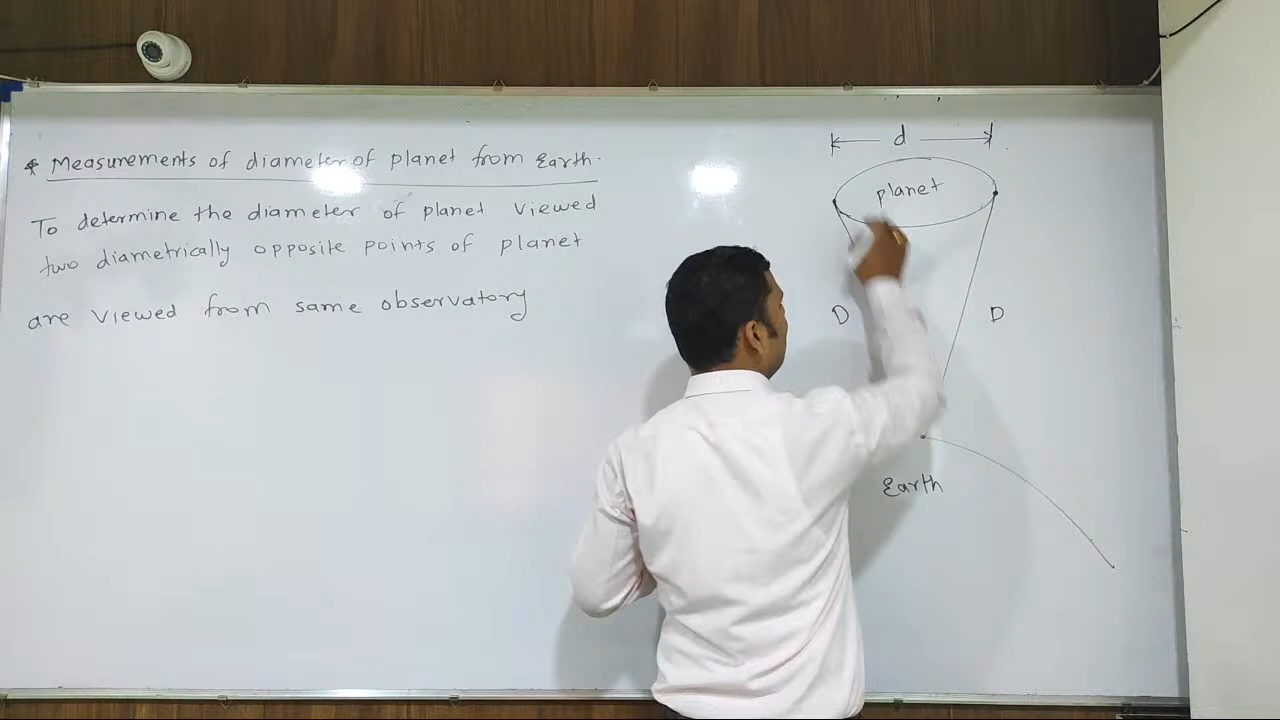 * Measurements of diameter of planet from Earth.
To determine the diameter of planet viewed
two diametrically opposite points of planet
are viewed from same observatory
d
planet
D D
Earth